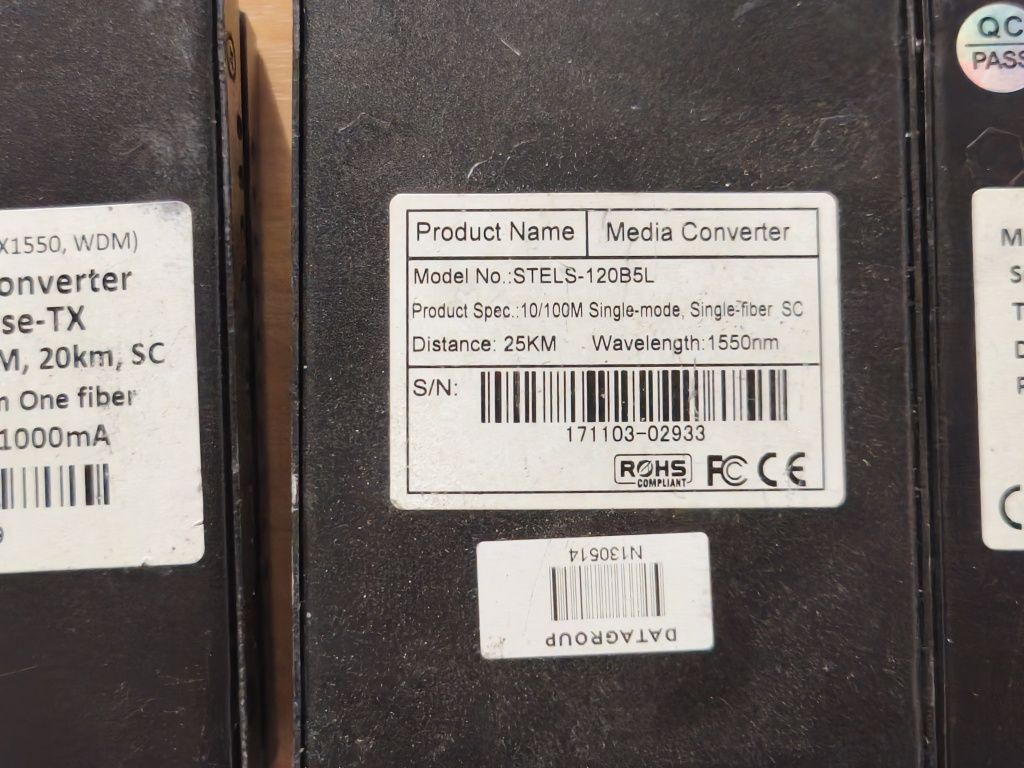 X1550, WDM)
onverter
se-TX
M, 20km, SC
n One fiber
1000mA
9
Product Name Media Converter
Model No.:STELS-120B5L
Product Spec.:10/100M Single-mode, Single-fiber SC
Distance: 25KM Wavelength:1550nm
S/N:
171103-02933
ROHS
COMPLIANT
FC CE
N130514
DATAGROUP
QC
PASS
M
S
T
D